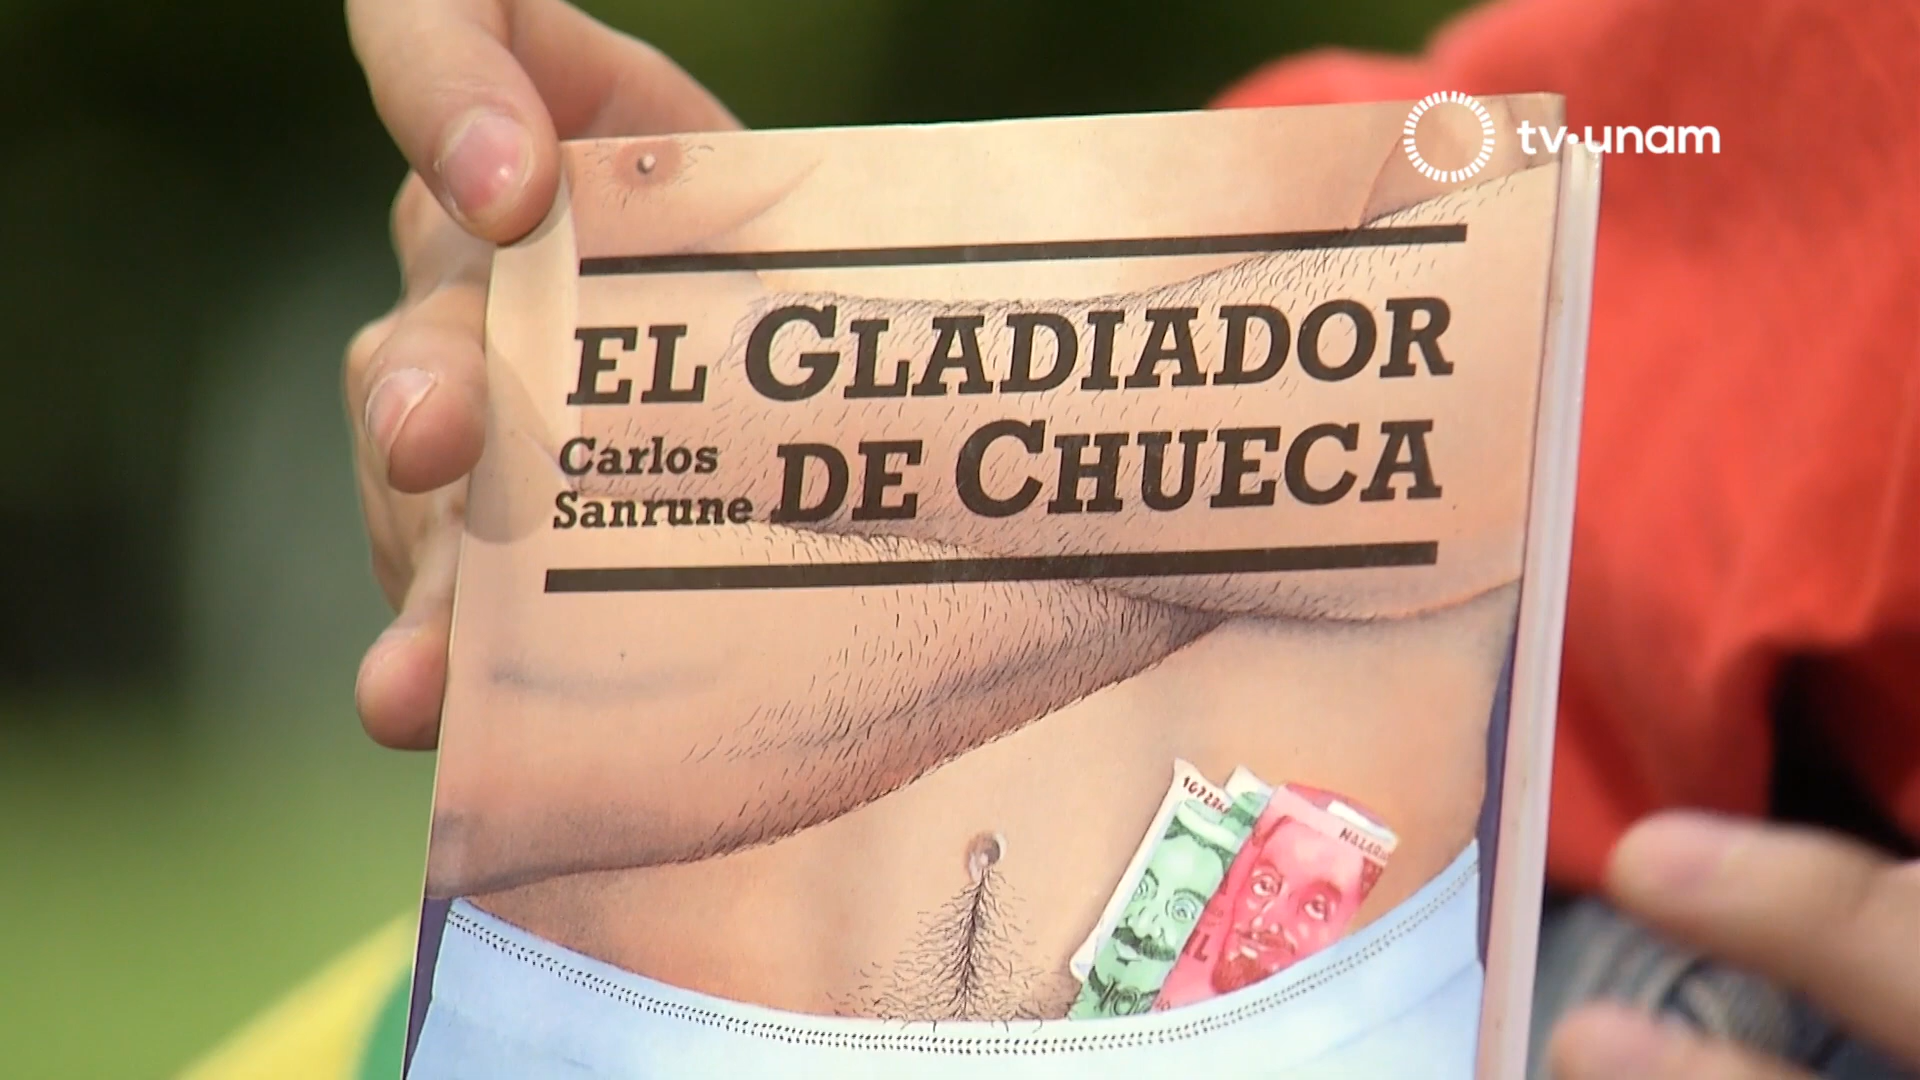 tv·unam
EL GLADIADOR
DE CHUECA
Carlos
Sanrune